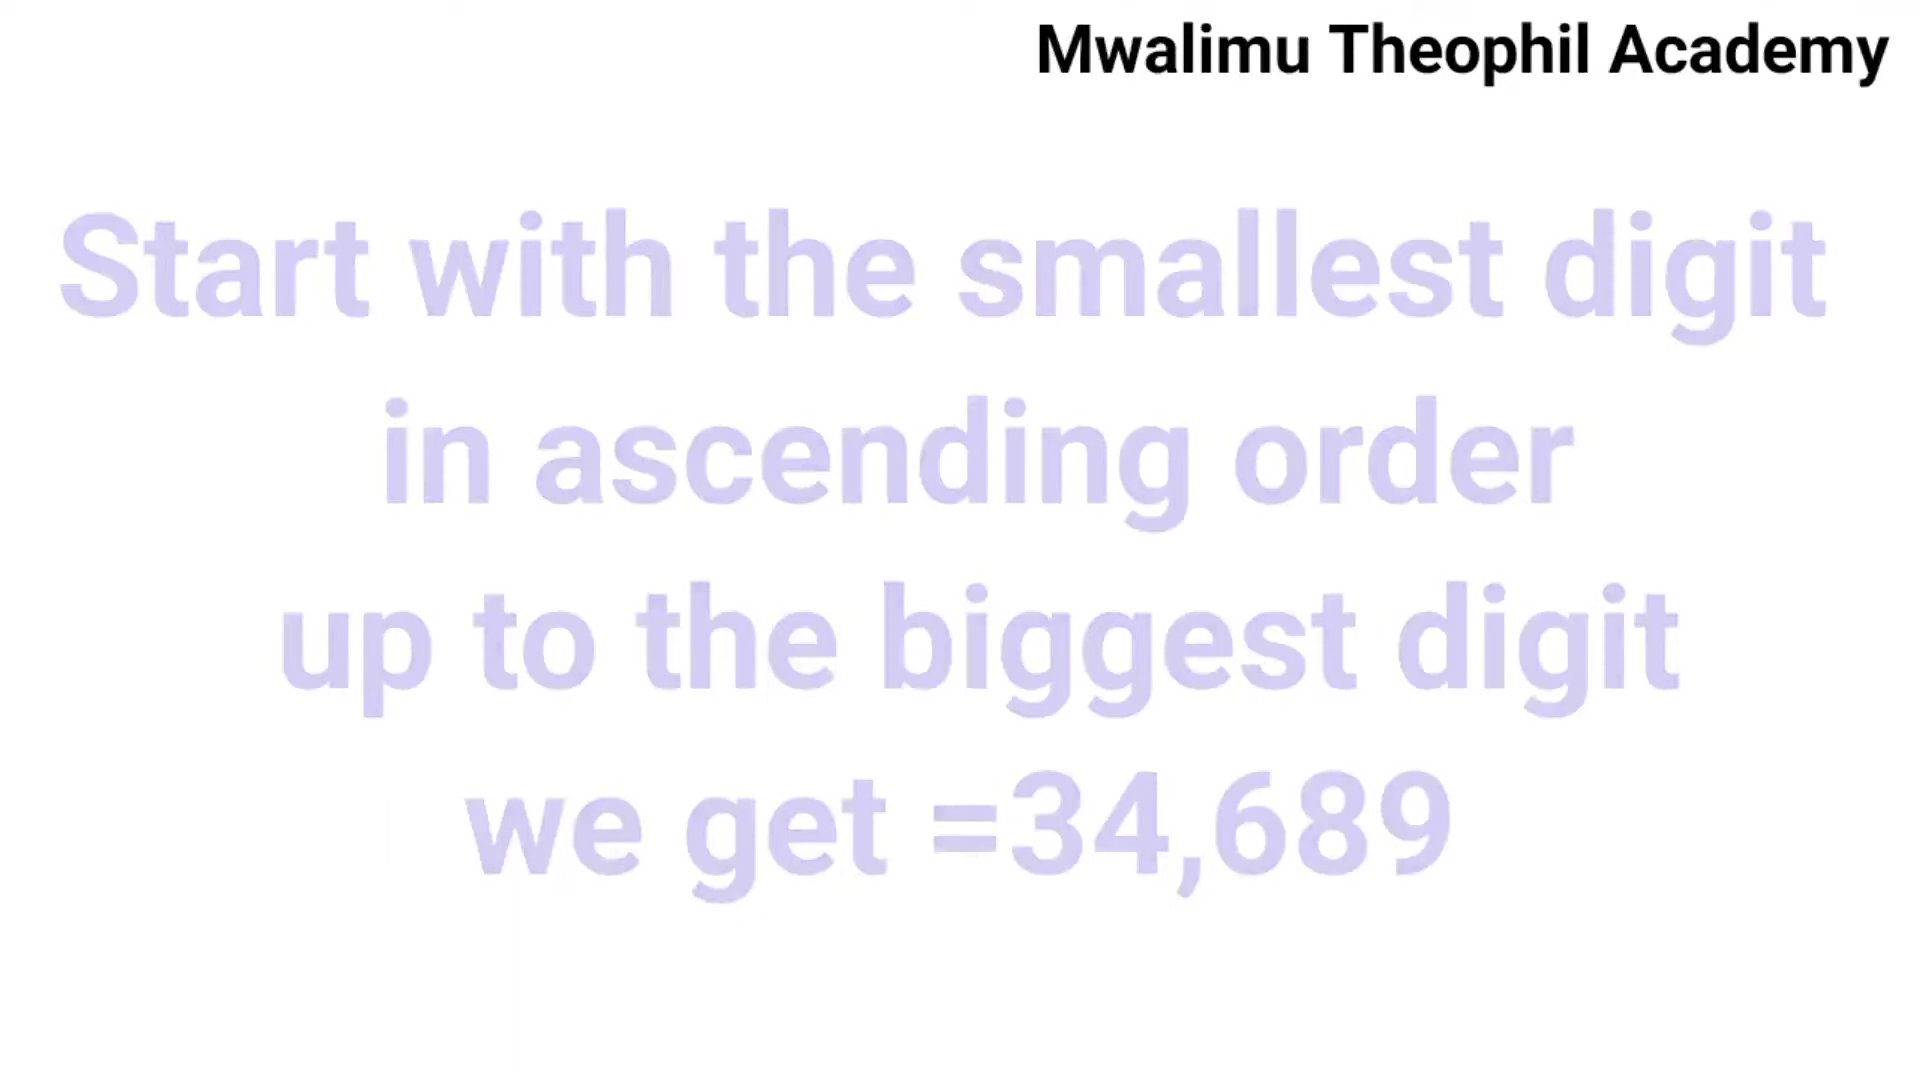 Mwalimu Theophil Academy
Start with the smallest digit
in ascending order
up to the biggest digit
we get =34,689